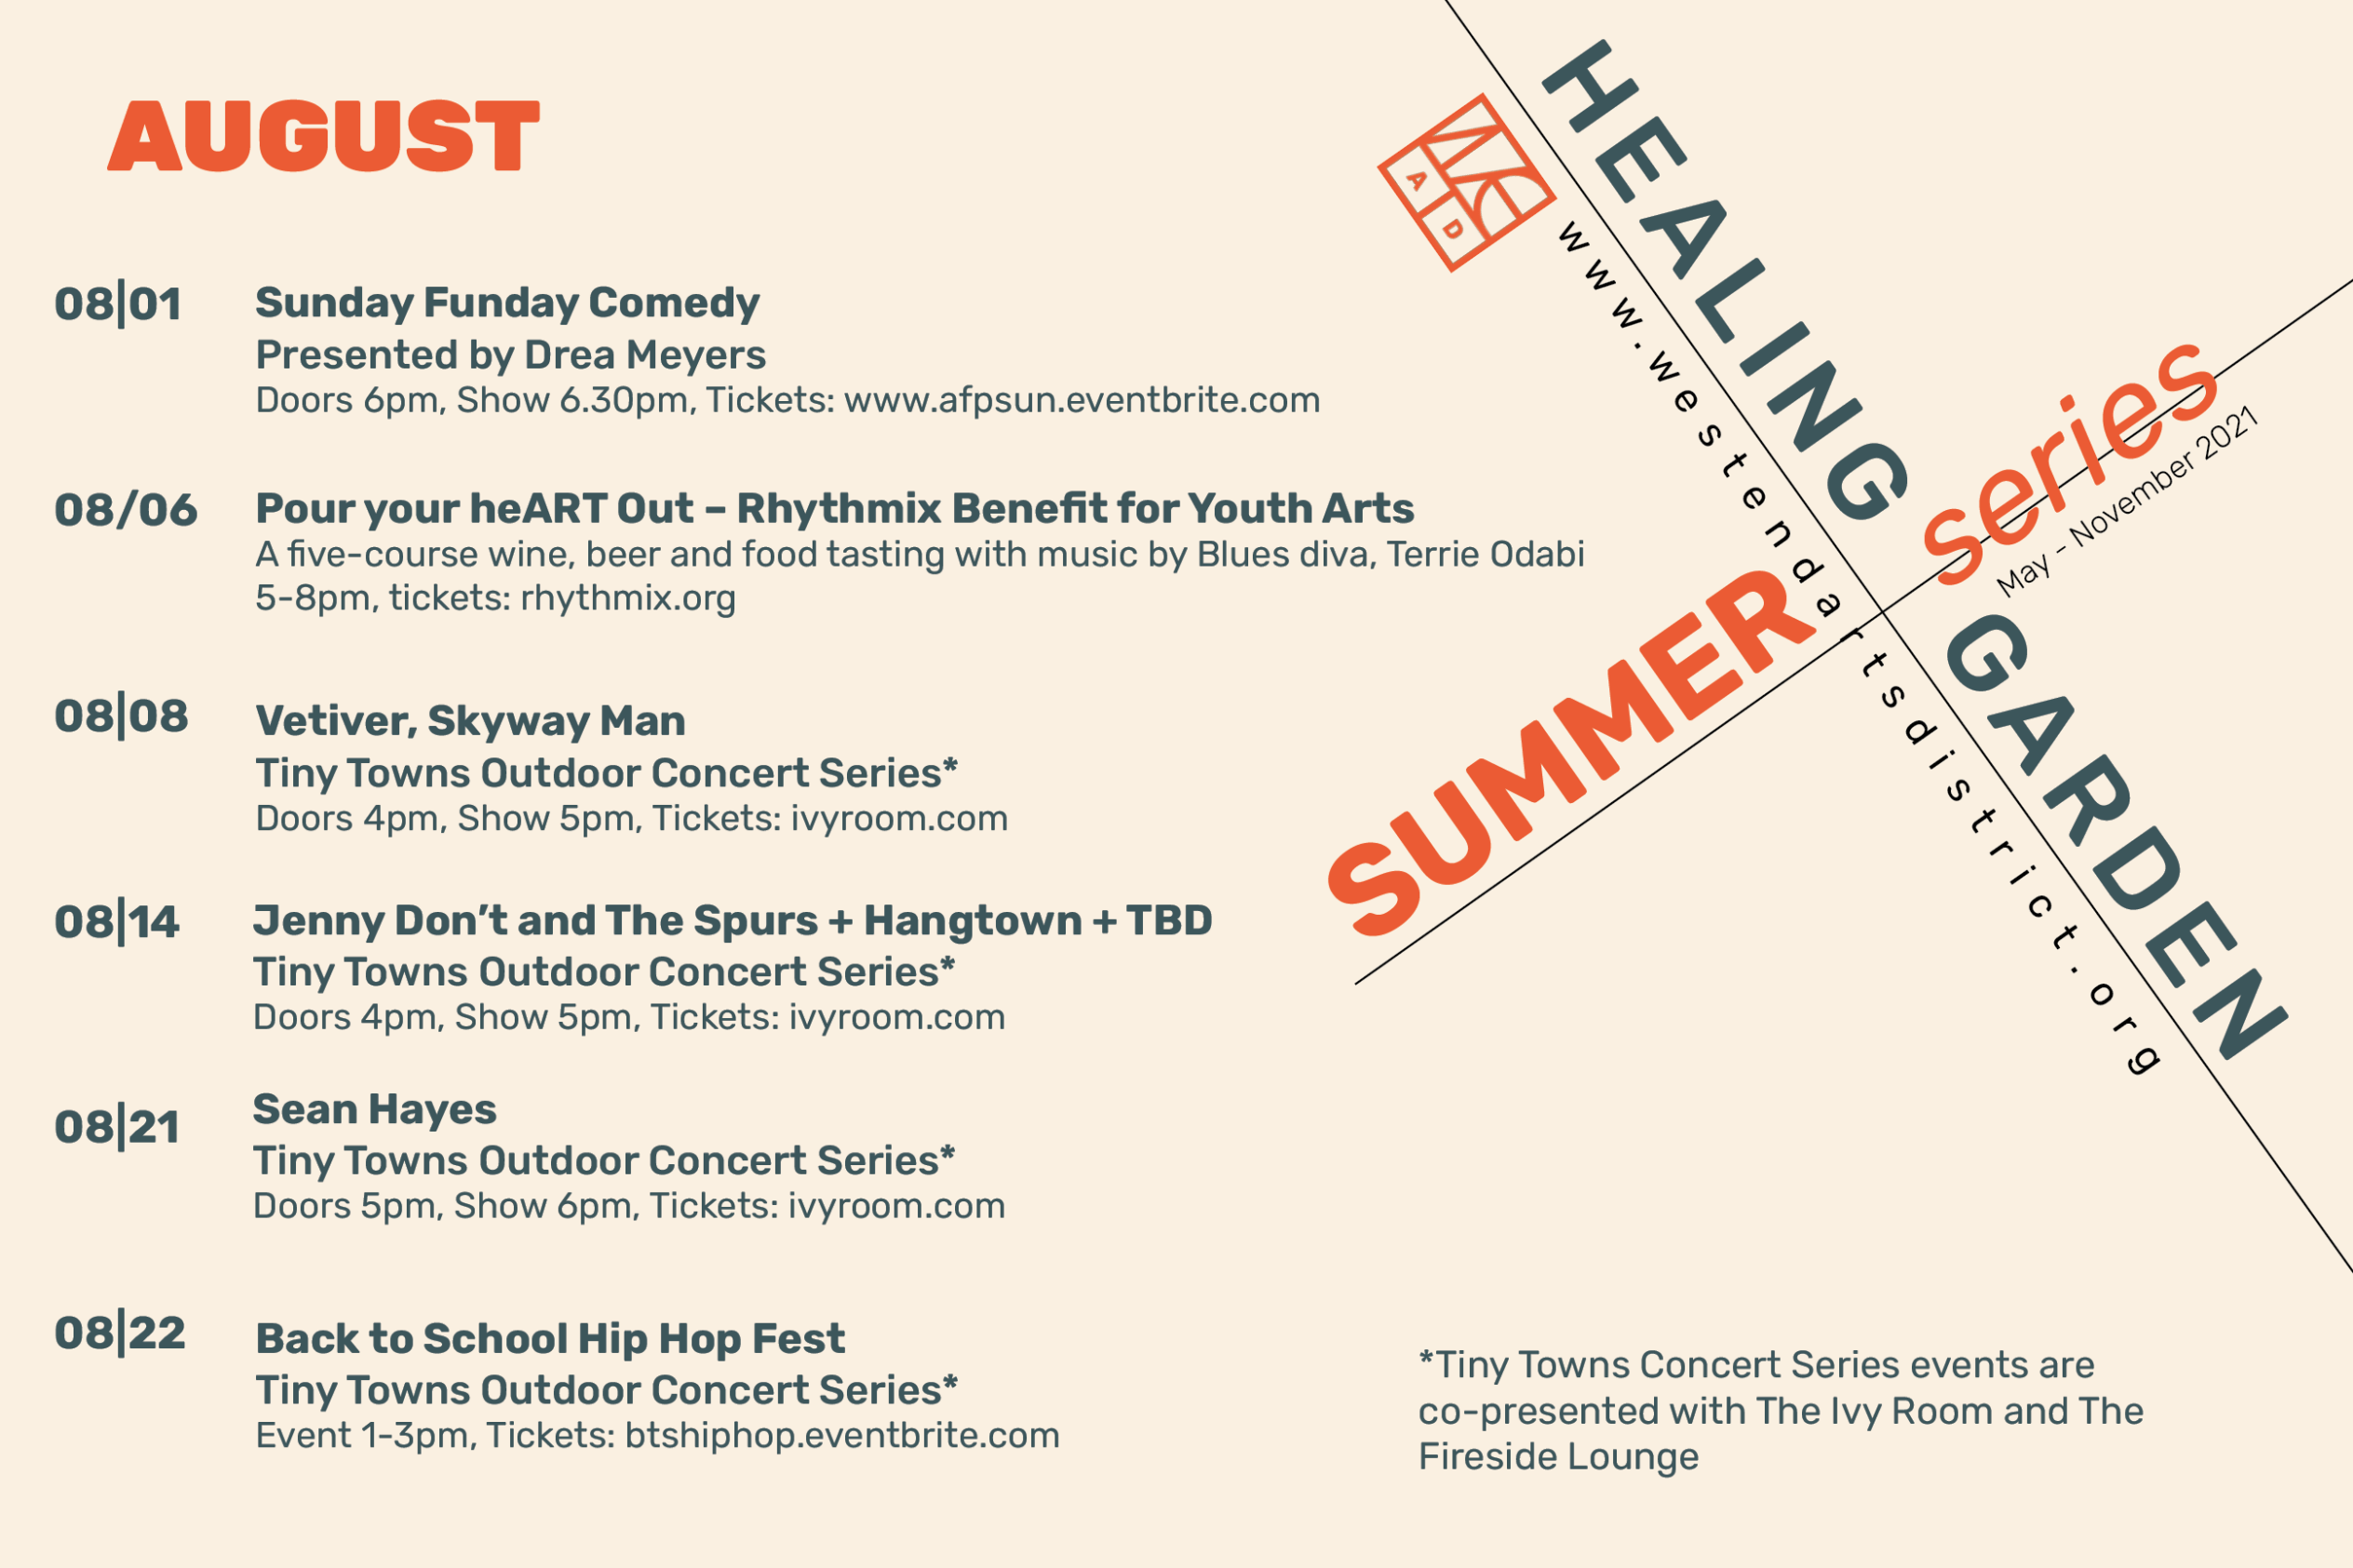 AUGUST
08|01
Sunday Funday Comedy
Presented by Drea Meyers
Doors 6pm, Show 6.30pm, Tickets: www.afpsun.eventbrite.com
08/06
Pour your heART Out – Rhythmix Benefit for Youth Arts
A five-course wine, beer and food tasting with music by Blues diva, Terrie Odabi
5-8pm, tickets: rhythmix.org
08|08
Vetiver, Skyway Man
Tiny Towns Outdoor Concert Series*
Doors 4pm, Show 5pm, Tickets: ivyroom.com
08|14
Jenny Don’t and The Spurs + Hangtown + TBD
Tiny Towns Outdoor Concert Series*
Doors 4pm, Show 5pm, Tickets: ivyroom.com
08|21
Sean Hayes
Tiny Towns Outdoor Concert Series*
Doors 5pm, Show 6pm, Tickets: ivyroom.com
08|22
Back to School Hip Hop Fest
Tiny Towns Outdoor Concert Series*
Event 1-3pm, Tickets: btshiphop.eventbrite.com
WE
A D
HEALING GARDEN
www.westendartsdistrict.org
SUMMER series
May - November 2021
*Tiny Towns Concert Series events are
co-presented with The Ivy Room and The
Fireside Lounge